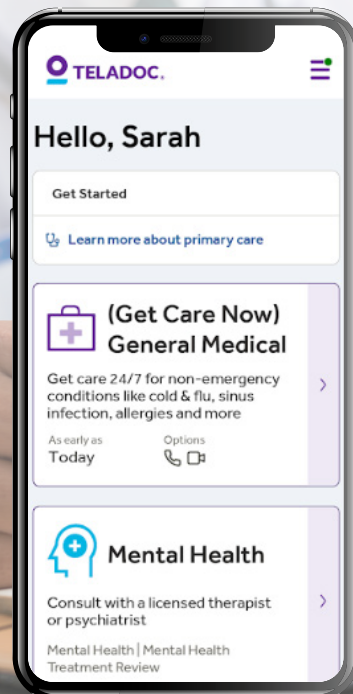 TELADOC.
Hello, Sarah
Get Started
Learn more about primary care
(Get Care Now)
General Medical
Get care 24/7 for non-emergency
conditions like cold & flu, sinus
infection, allergies and more
As early as
Options
Today
Mental Health
Consult with a licensed therapist
or psychiatrist
Mental Health | Mental Health
Treatment Review